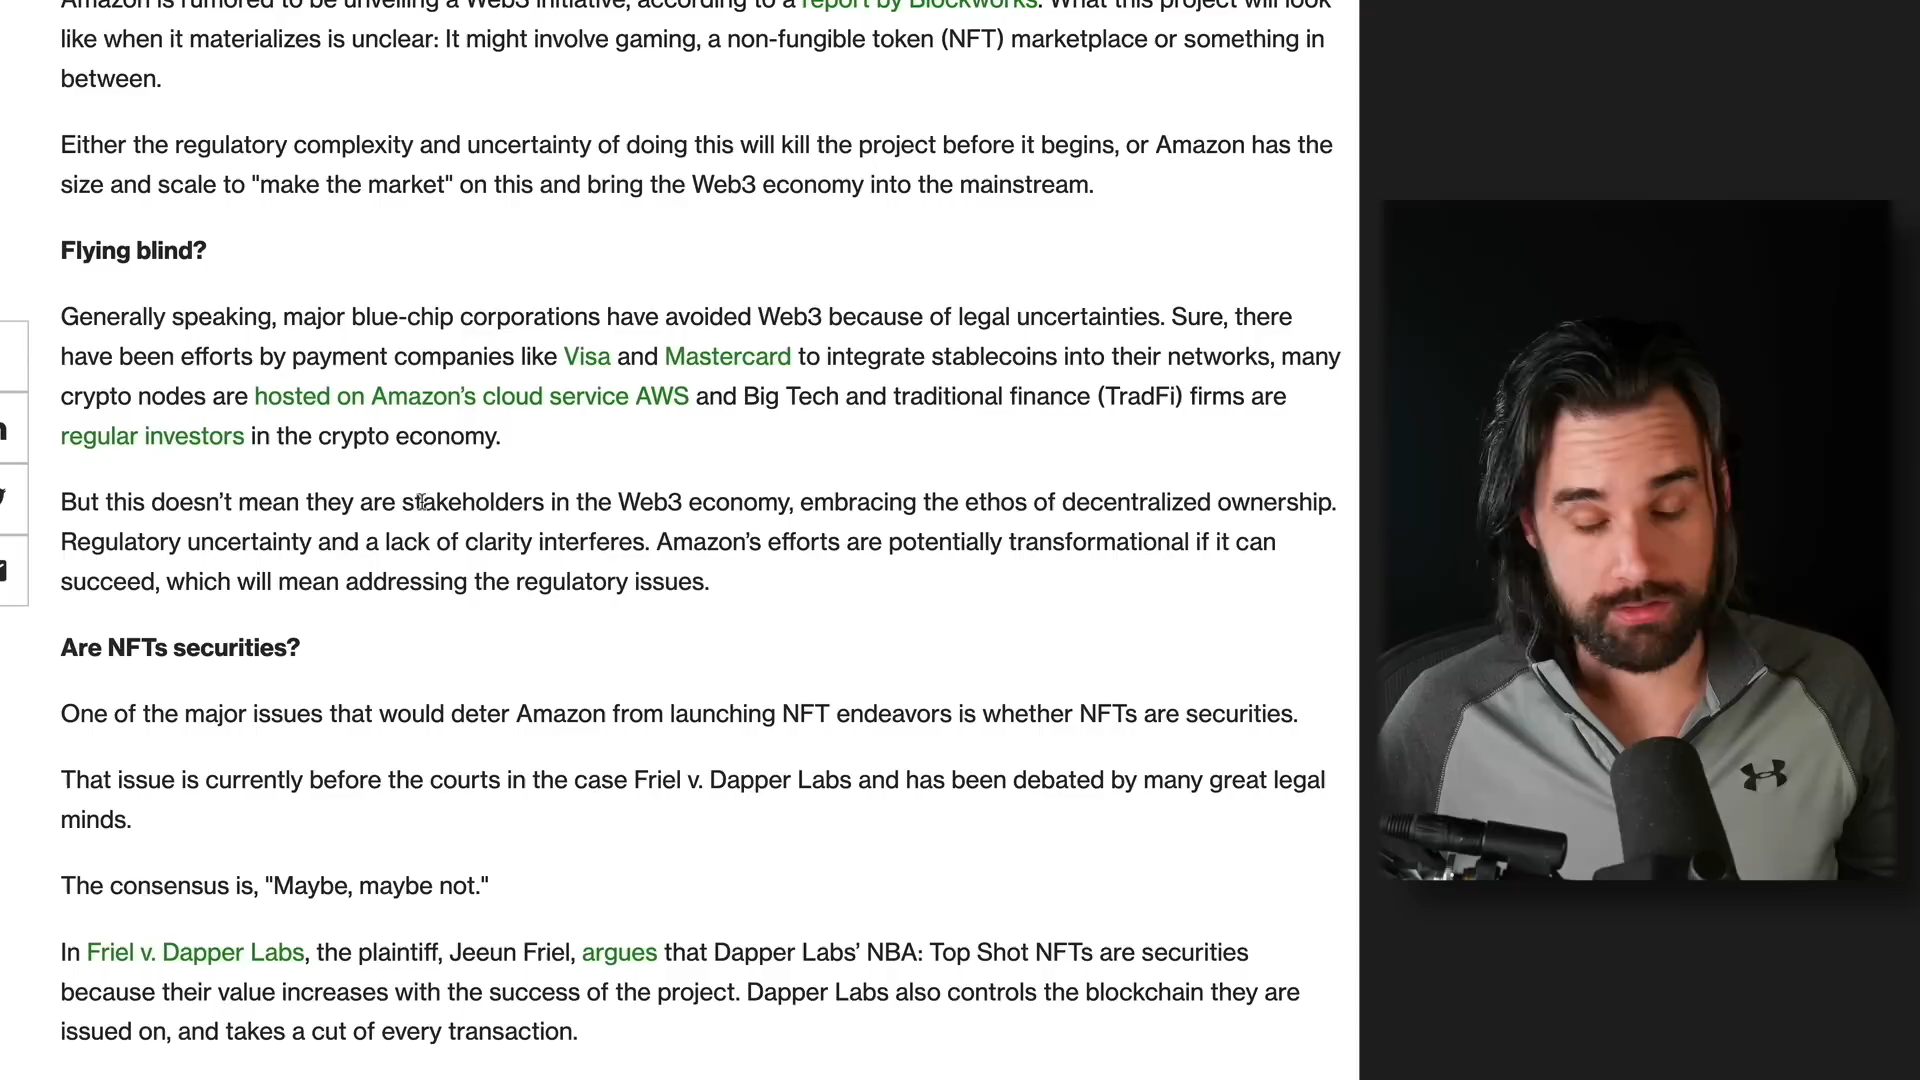 Amazon is rumored to be unveiling a Web3 initiative, according to a report by Blockworks. What this project will look
like when it materializes is unclear: It might involve gaming, a non-fungible token (NFT) marketplace or something in
between.
Either the regulatory complexity and uncertainty of doing this will kill the project before it begins, or Amazon has the
size and scale to "make the market" on this and bring the Web3 economy into the mainstream.
Flying blind?
Generally speaking, major blue-chip corporations have avoided Web3 because of legal uncertainties. Sure, there
have been efforts by payment companies like Visa and Mastercard to integrate stablecoins into their networks, many
crypto nodes are hosted on Amazon’s cloud service AWS and Big Tech and traditional finance (TradFi) firms are
regular investors in the crypto economy.
But this doesn’t mean they are stakeholders in the Web3 economy, embracing the ethos of decentralized ownership.
Regulatory uncertainty and a lack of clarity interferes. Amazon’s efforts are potentially transformational if it can
succeed, which will mean addressing the regulatory issues.
Are NFTs securities?
One of the major issues that would deter Amazon from launching NFT endeavors is whether NFTs are securities.
That issue is currently before the courts in the case Friel v. Dapper Labs and has been debated by many great legal
minds.
The consensus is, "Maybe, maybe not."
In Friel v. Dapper Labs, the plaintiff, Jeeun Friel, argues that Dapper Labs’ NBA: Top Shot NFTs are securities
because their value increases with the success of the project. Dapper Labs also controls the blockchain they are
issued on, and takes a cut of every transaction.